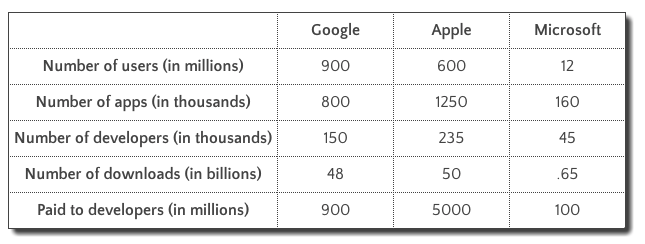 Google Apple Microsoft
Number of users (in millions) 900 600 12
Number of apps (in thousands) 800 1250 160
Number of developers (in thousands) 150 235 45
Number of downloads (in billions) 48 50 .65
Paid to developers (in millions) 900 5000 100